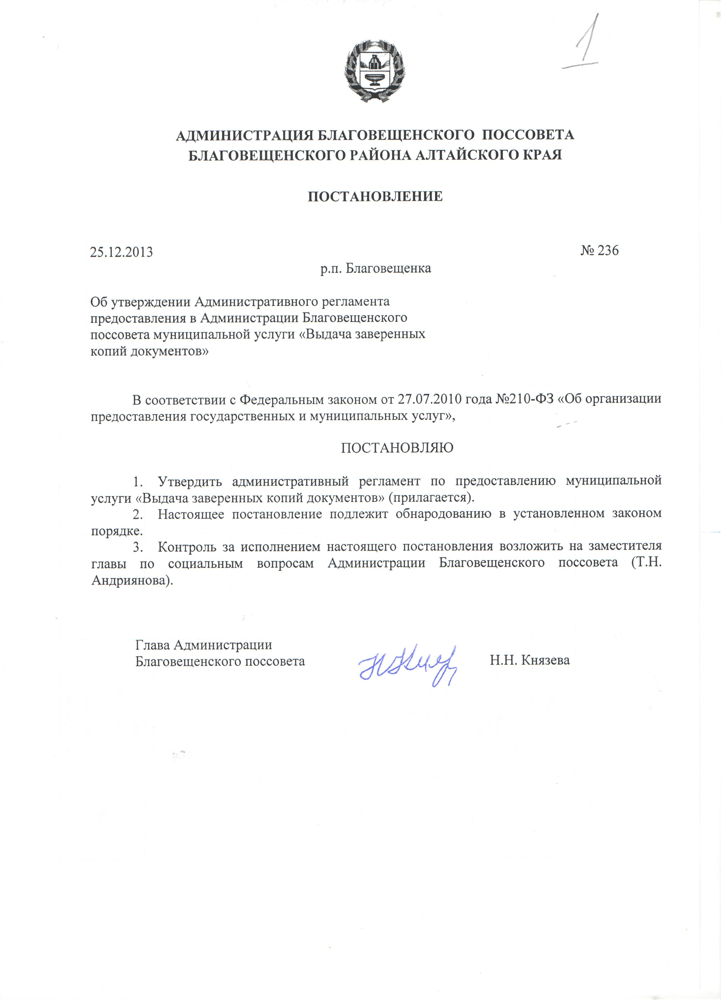 1
АДМИНИСТРАЦИЯ БЛАГОВЕЩЕНСКОГО ПОССОВЕТА
БЛАГОВЕЩЕНСКОГО РАЙОНА АЛТАЙСКОГО КРАЯ
ПОСТАНОВЛЕНИЕ
25.12.2013 № 236
р.п. Благовещенка
Об утверждении Административного регламента
предоставления в Администрации Благовещенского
поссовета муниципальной услуги «Выдача заверенных
копий документов»
В соответствии с Федеральным законом от 27.07.2010 года №210-ФЗ «Об организации
предоставления государственных и муниципальных услуг»,
ПОСТАНОВЛЯЮ
1. Утвердить административный регламент по предоставлению муниципальной
услуги «Выдача заверенных копий документов» (прилагается).
2. Настоящее постановление подлежит обнародованию в установленном законом
порядке.
3. Контроль за исполнением настоящего постановления возложить на заместителя
главы по социальным вопросам Администрации Благовещенского поссовета (Т.Н.
Андриянова).
Глава Администрации
Благовещенского поссовета Н.Н. Князева